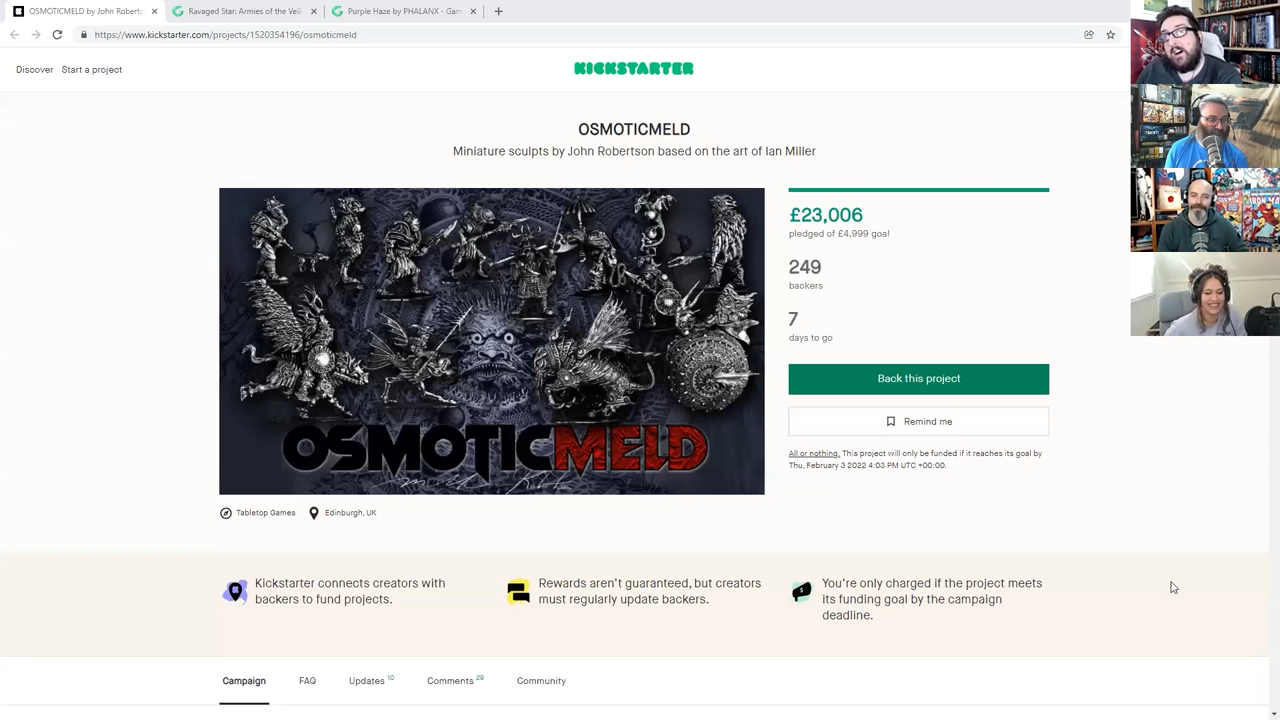 OSMOTICMELD by John Roberts
Ravaged Star: Armies of the Veil
Purple Haze by PHALANX - Gam
https://www.kickstarter.com/projects/1520354196/osmoticmeld
Discover
Start a project
KICKSTARTER
OSMOTICMELD
Miniature sculpts by John Robertson based on the art of Ian Miller
OSMOTICMELD
£23,006
pledged of £4,999 goal
249
backers
7
days to go
Back this project
Remind me
All or nothing. This project will only be funded if it reaches its goal by
Thu, February 3 2022 4:03 PM UTC +00:00.
Tabletop Games
Edinburgh, UK
Kickstarter connects creators with
backers to fund projects.
Rewards aren't guaranteed, but creators
must regularly update backers.
You're only charged if the project meets
its funding goal by the campaign
deadline.
Campaign
FAQ
Updates 10
Comments 29
Community